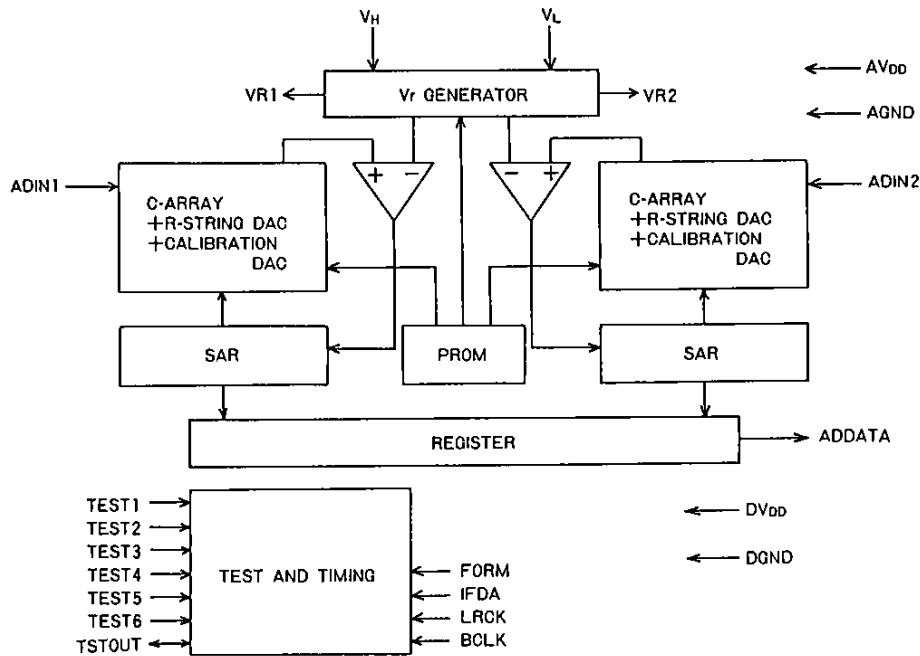 VH
VL
VR1
Vr GENERATOR
VR2
AVDD
AGND
+ -
- +
ADIN1
C-ARRAY
+R-STRING DAC
+CALIBRATION
DAC
C-ARRAY
+R-STRING DAC
+CALIBRATION
DAC
ADIN2
SAR
PROM
SAR
REGISTER
ADDATA
TEST1
TEST2
TEST3
TEST4
TEST5
TEST6
TSTOUT
TEST AND TIMING
FORM
IFDA
LRCK
BCLK
DVDD
DGND